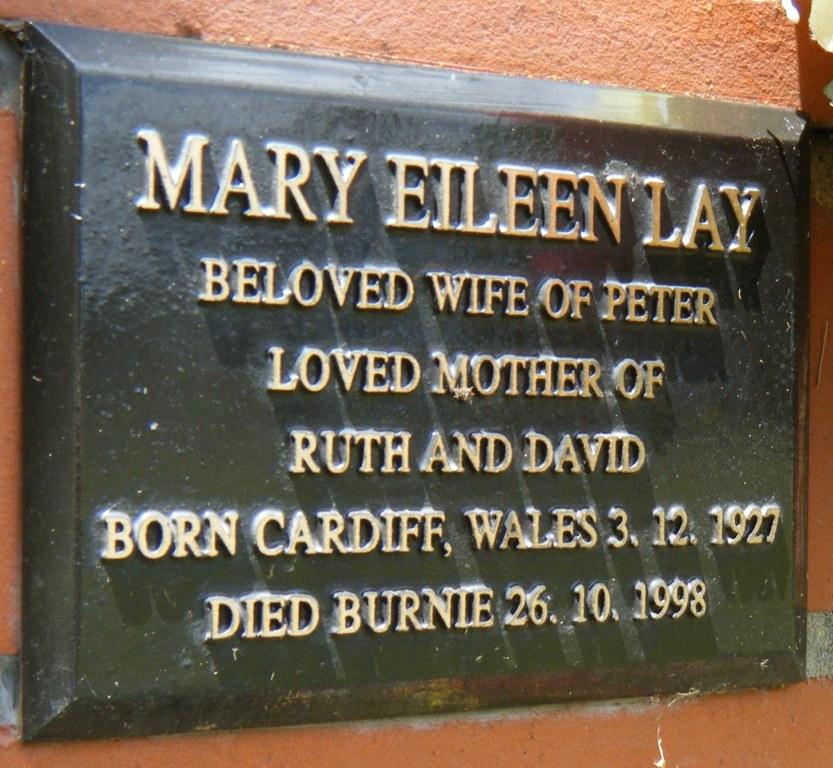 MARY EILEEN LAY
BELOVED WIFE OF PETER
LOVED MOTHER OF
RUTH AND DAVID
BORN CARDIFF, WALES 3. 12. 1927
DIED BURNIE 26. 10. 1998